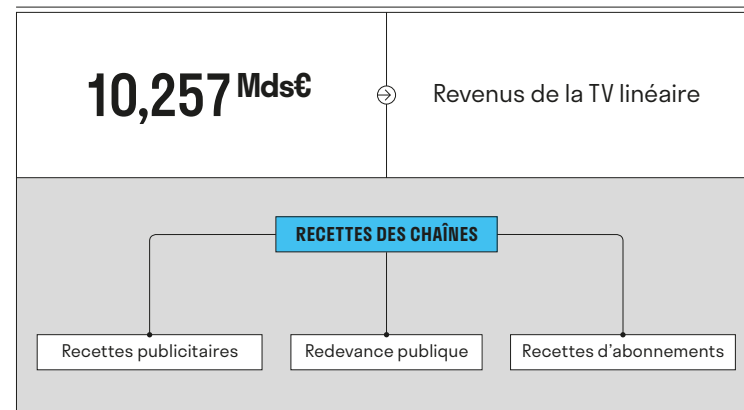 10,257 Mds€
Revenus de la TV linéaire
RECETTES DES CHAÎNES
Recettes publicitaires
Redevance publique
Recettes d'abonnements